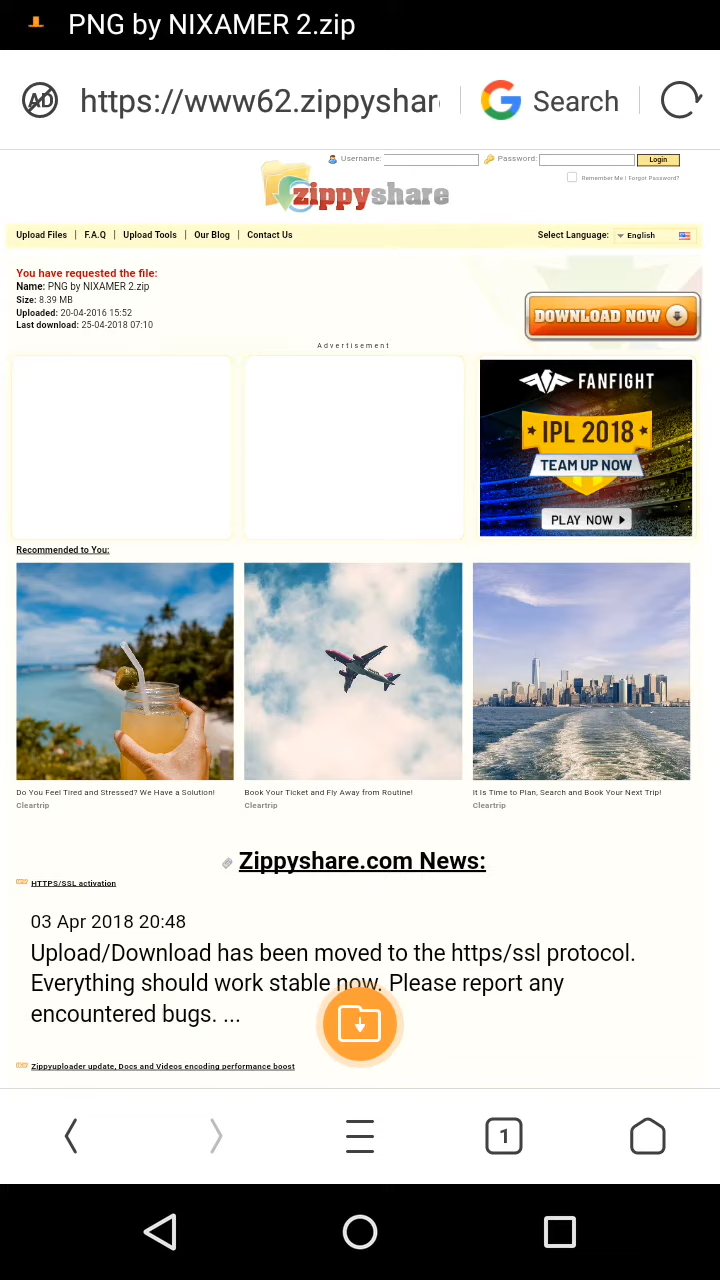 PNG by NIXAMER 2.zip
AD https://www62.zippyshar Search
Username: Password: Login
Remember Me | Forgot Password?
zippyshare
Upload Files | F.A.Q | Upload Tools | Our Blog | Contact Us Select Language: English
You have requested the file:
Name: PNG by NIXAMER 2.zip
Size: 8.39 MB
Uploaded: 20-04-2016 15:52
Last download: 25-04-2018 07:10
DOWNLOAD NOW
Advertisement
FANFIGHT
IPL 2018
TEAM UP NOW
PLAY NOW
Recommended to You:
Do You Feel Tired and Stressed? We Have a Solution! Book Your Ticket and Fly Away from Routine! It Is Time to Plan, Search and Book Your Next Trip!
Cleartrip Cleartrip Cleartrip
Zippyshare.com News:
HTTPS/SSL activation
03 Apr 2018 20:48
Upload/Download has been moved to the https/ssl protocol.
Everything should work stable now. Please report any
encountered bugs. ...
Zippyuploader update, Docs and Videos encoding performance boost
1